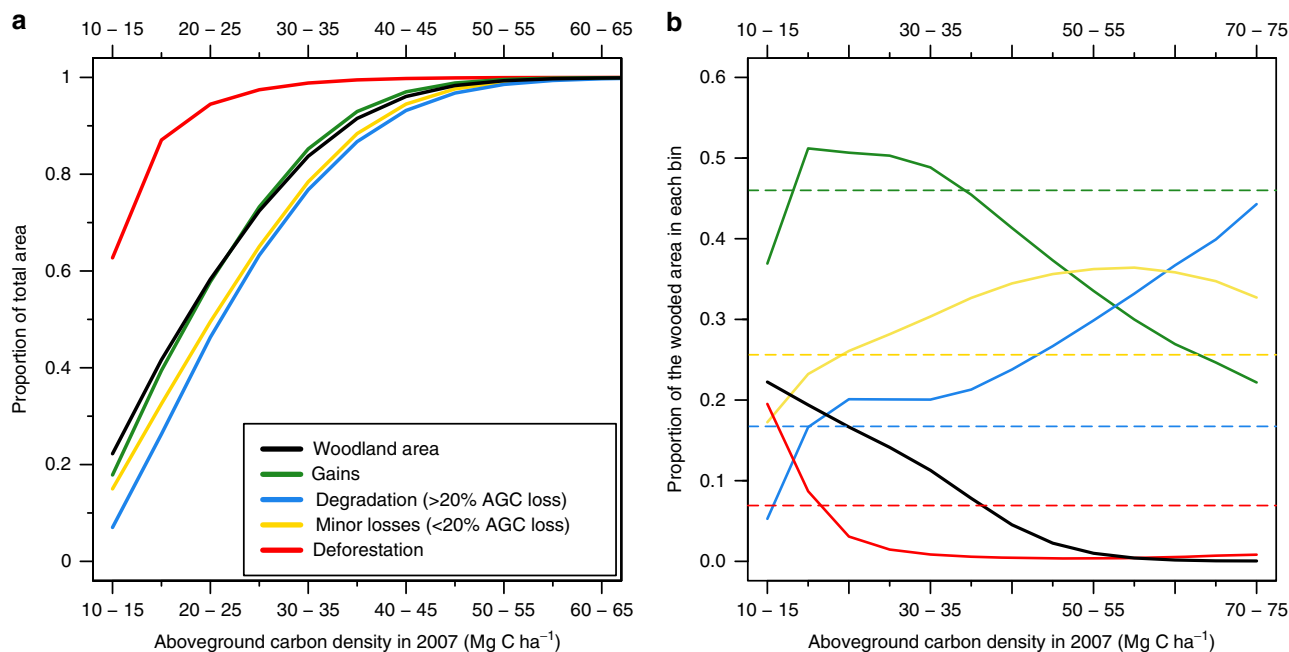 a
10 – 15 20 – 25 30 – 35 40 – 45 50 – 55 60 – 65
1
0.8
0.6
0.4
0.2
0
Proportion of total area
Woodland area
Gains
Degradation (>20% AGC loss)
Minor losses (<20% AGC loss)
Deforestation
10 – 15 20 – 25 30 – 35 40 – 45 50 – 55 60 – 65
Aboveground carbon density in 2007 (Mg C ha⁻¹)
b
10 – 15 30 – 35 50 – 55 70 – 75
0.6
0.5
0.4
0.3
0.2
0.1
0.0
Proportion of the wooded area in each bin
10 – 15 30 – 35 50 – 55 70 – 75
Aboveground carbon density in 2007 (Mg C ha⁻¹)